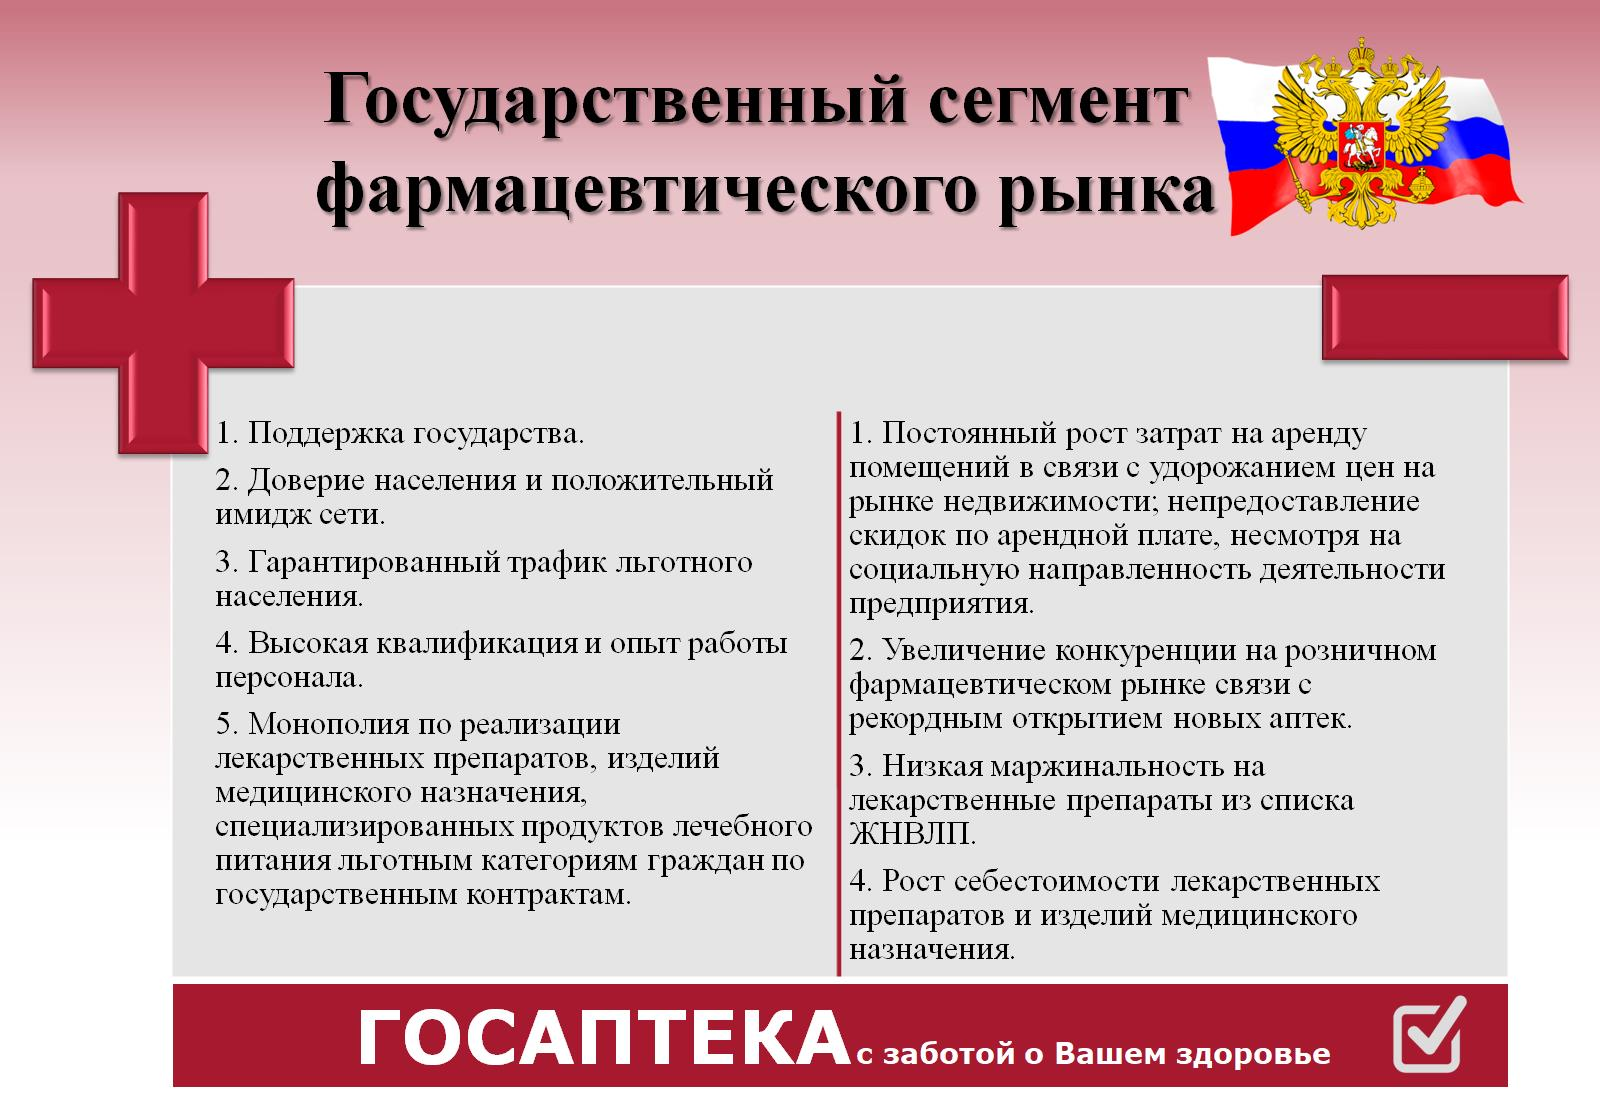 Государственный сегмент
фармацевтического рынка
1. Поддержка государства.
2. Доверие населения и положительный
имидж сети.
3. Гарантированный трафик льготного
населения.
4. Высокая квалификация и опыт работы
персонала.
5. Монополия по реализации
лекарственных препаратов, изделий
медицинского назначения,
специализированных продуктов лечебного
питания льготным категориям граждан по
государственным контрактам.
1. Постоянный рост затрат на аренду
помещений в связи с удорожанием цен на
рынке недвижимости; непредоставление
скидок по арендной плате, несмотря на
социальную направленность деятельности
предприятия.
2. Увеличение конкуренции на розничном
фармацевтическом рынке связи с
рекордным открытием новых аптек.
3. Низкая маржинальность на
лекарственные препараты из списка
ЖНВЛП.
4. Рост себестоимости лекарственных
препаратов и изделий медицинского
назначения.
ГОСАПТЕКА с заботой о Вашем здоровье